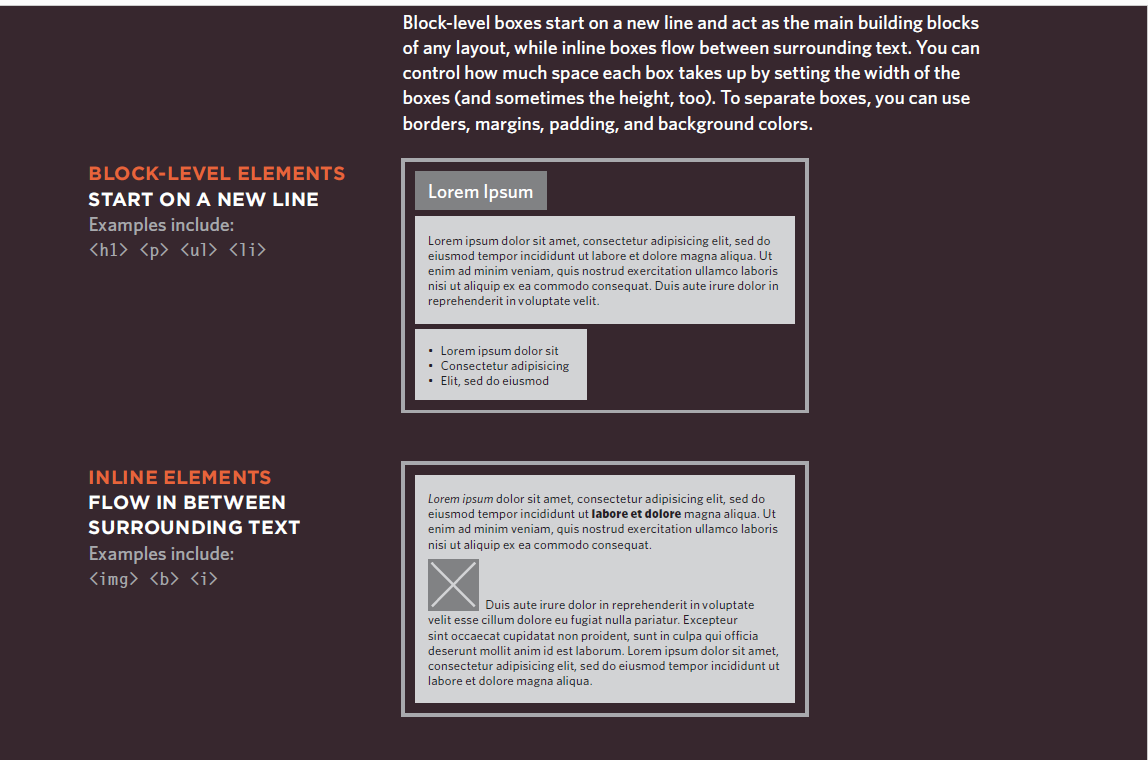 Block-level boxes start on a new line and act as the main building blocks
of any layout, while inline boxes flow between surrounding text. You can
control how much space each box takes up by setting the width of the
boxes (and sometimes the height, too). To separate boxes, you can use
borders, margins, padding, and background colors.
BLOCK-LEVEL ELEMENTS
START ON A NEW LINE
Examples include:
<h1> <p> <ul> <li>
Lorem Ipsum
Lorem ipsum dolor sit amet, consectetur adipisicing elit, sed do
eiusmod tempor incididunt ut labore et dolore magna aliqua. Ut
enim ad minim veniam, quis nostrud exercitation ullamco laboris
nisi ut aliquip ex ea commodo consequat. Duis aute irure dolor in
reprehenderit in voluptate velit.
• Lorem ipsum dolor sit
• Consectetur adipisicing
• Elit, sed do eiusmod
INLINE ELEMENTS
FLOW IN BETWEEN
SURROUNDING TEXT
Examples include:
<img> <b> <i>
Lorem ipsum dolor sit amet, consectetur adipisicing elit, sed do
eiusmod tempor incididunt ut labore et dolore magna aliqua. Ut
enim ad minim veniam, quis nostrud exercitation ullamco laboris
nisi ut aliquip ex ea commodo consequat.
Duis aute irure dolor in reprehenderit in voluptate
velit esse cillum dolore eu fugiat nulla pariatur. Excepteur
sint occaecat cupidatat non proident, sunt in culpa qui officia
deserunt mollit anim id est laborum. Lorem ipsum dolor sit amet,
consectetur adipisicing elit, sed do eiusmod tempor incididunt ut
labore et dolore magna aliqua.